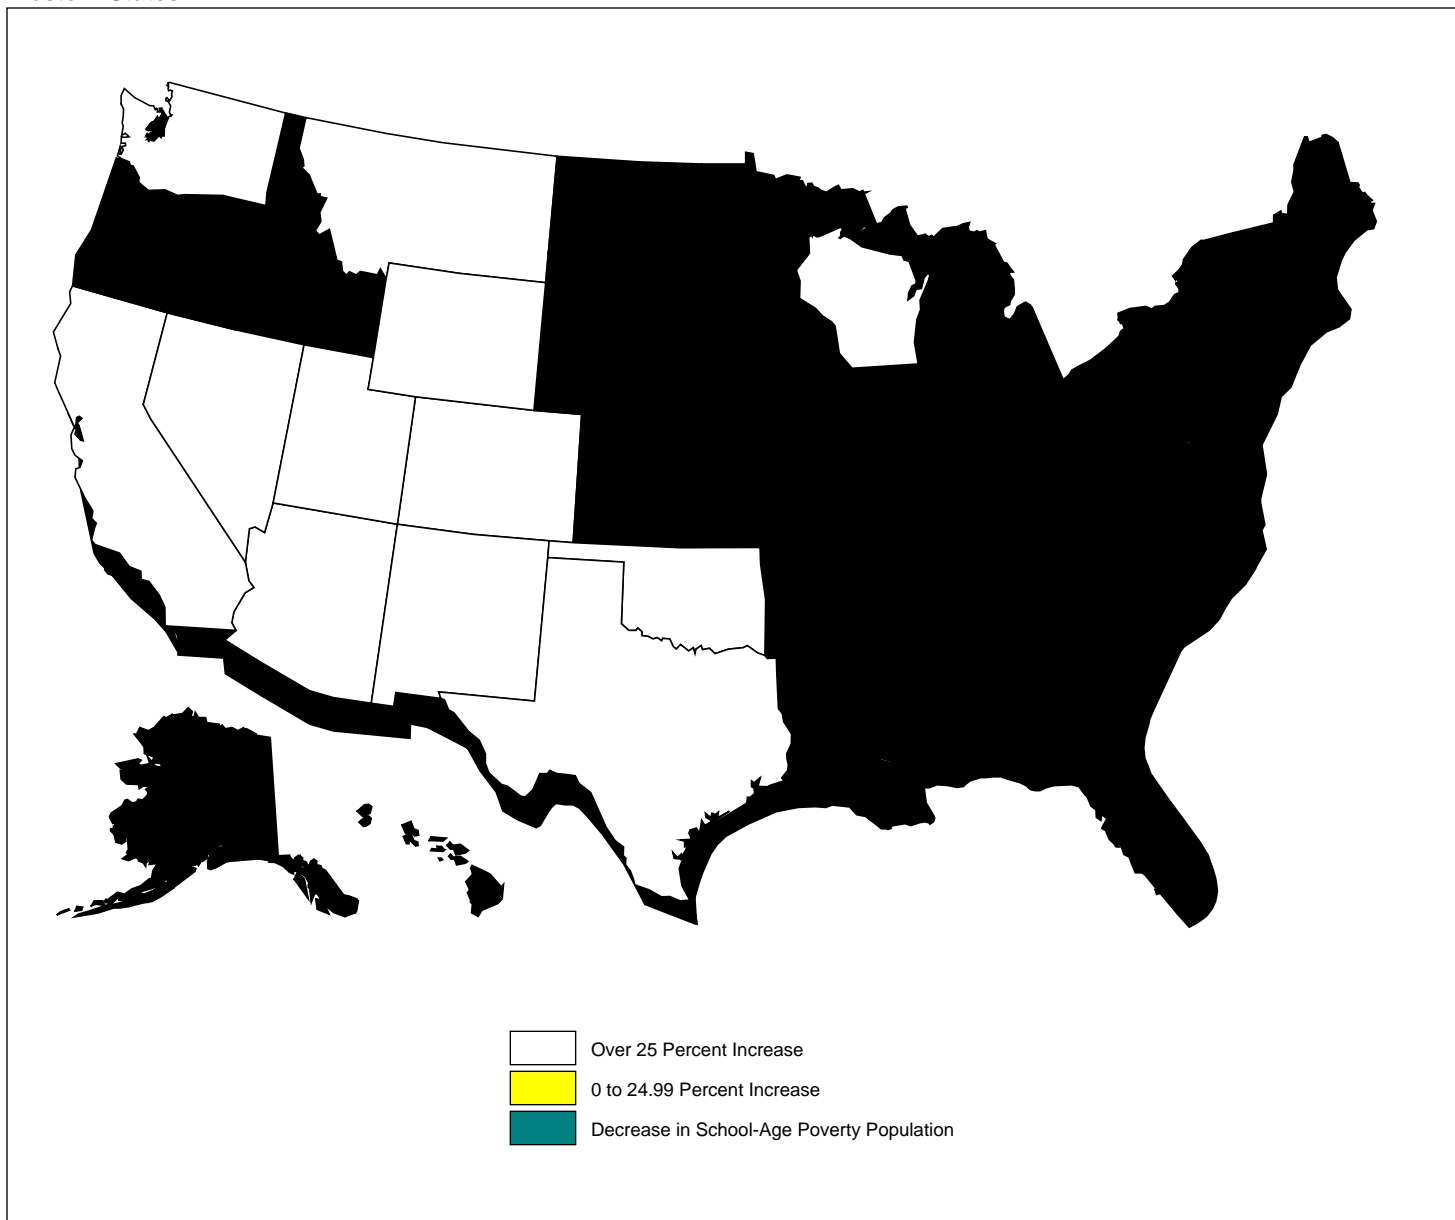 Over 25 Percent Increase
0 to 24.99 Percent Increase
Decrease in School-Age Poverty Population